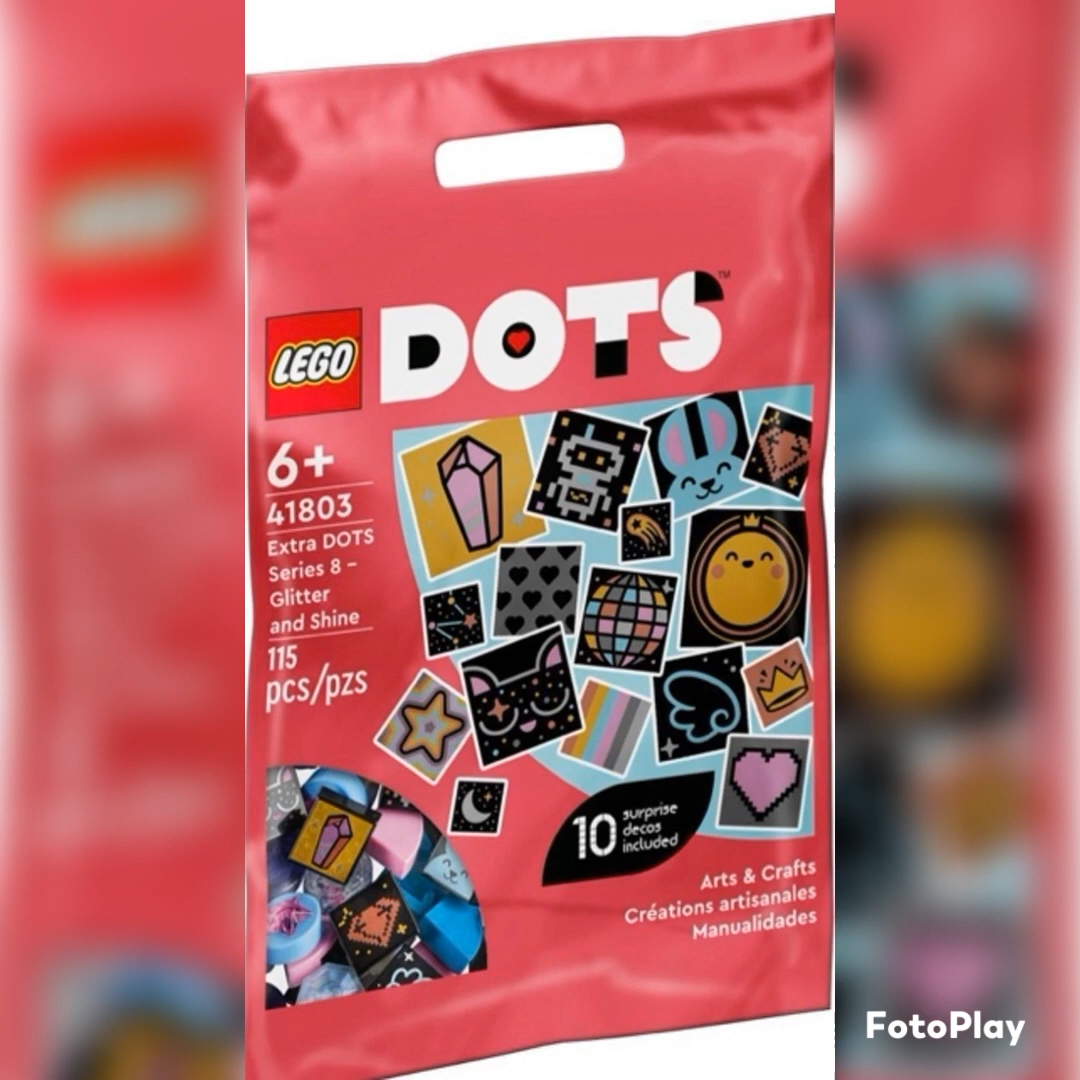 DOTS™
LEGO
6+
41803
Extra DOTS
Series 8 –
Glitter
and Shine
115
pcs/pzs
10 surprise
decos
included
Arts & Crafts
Créations artisanales
Manualidades
FotoPlay